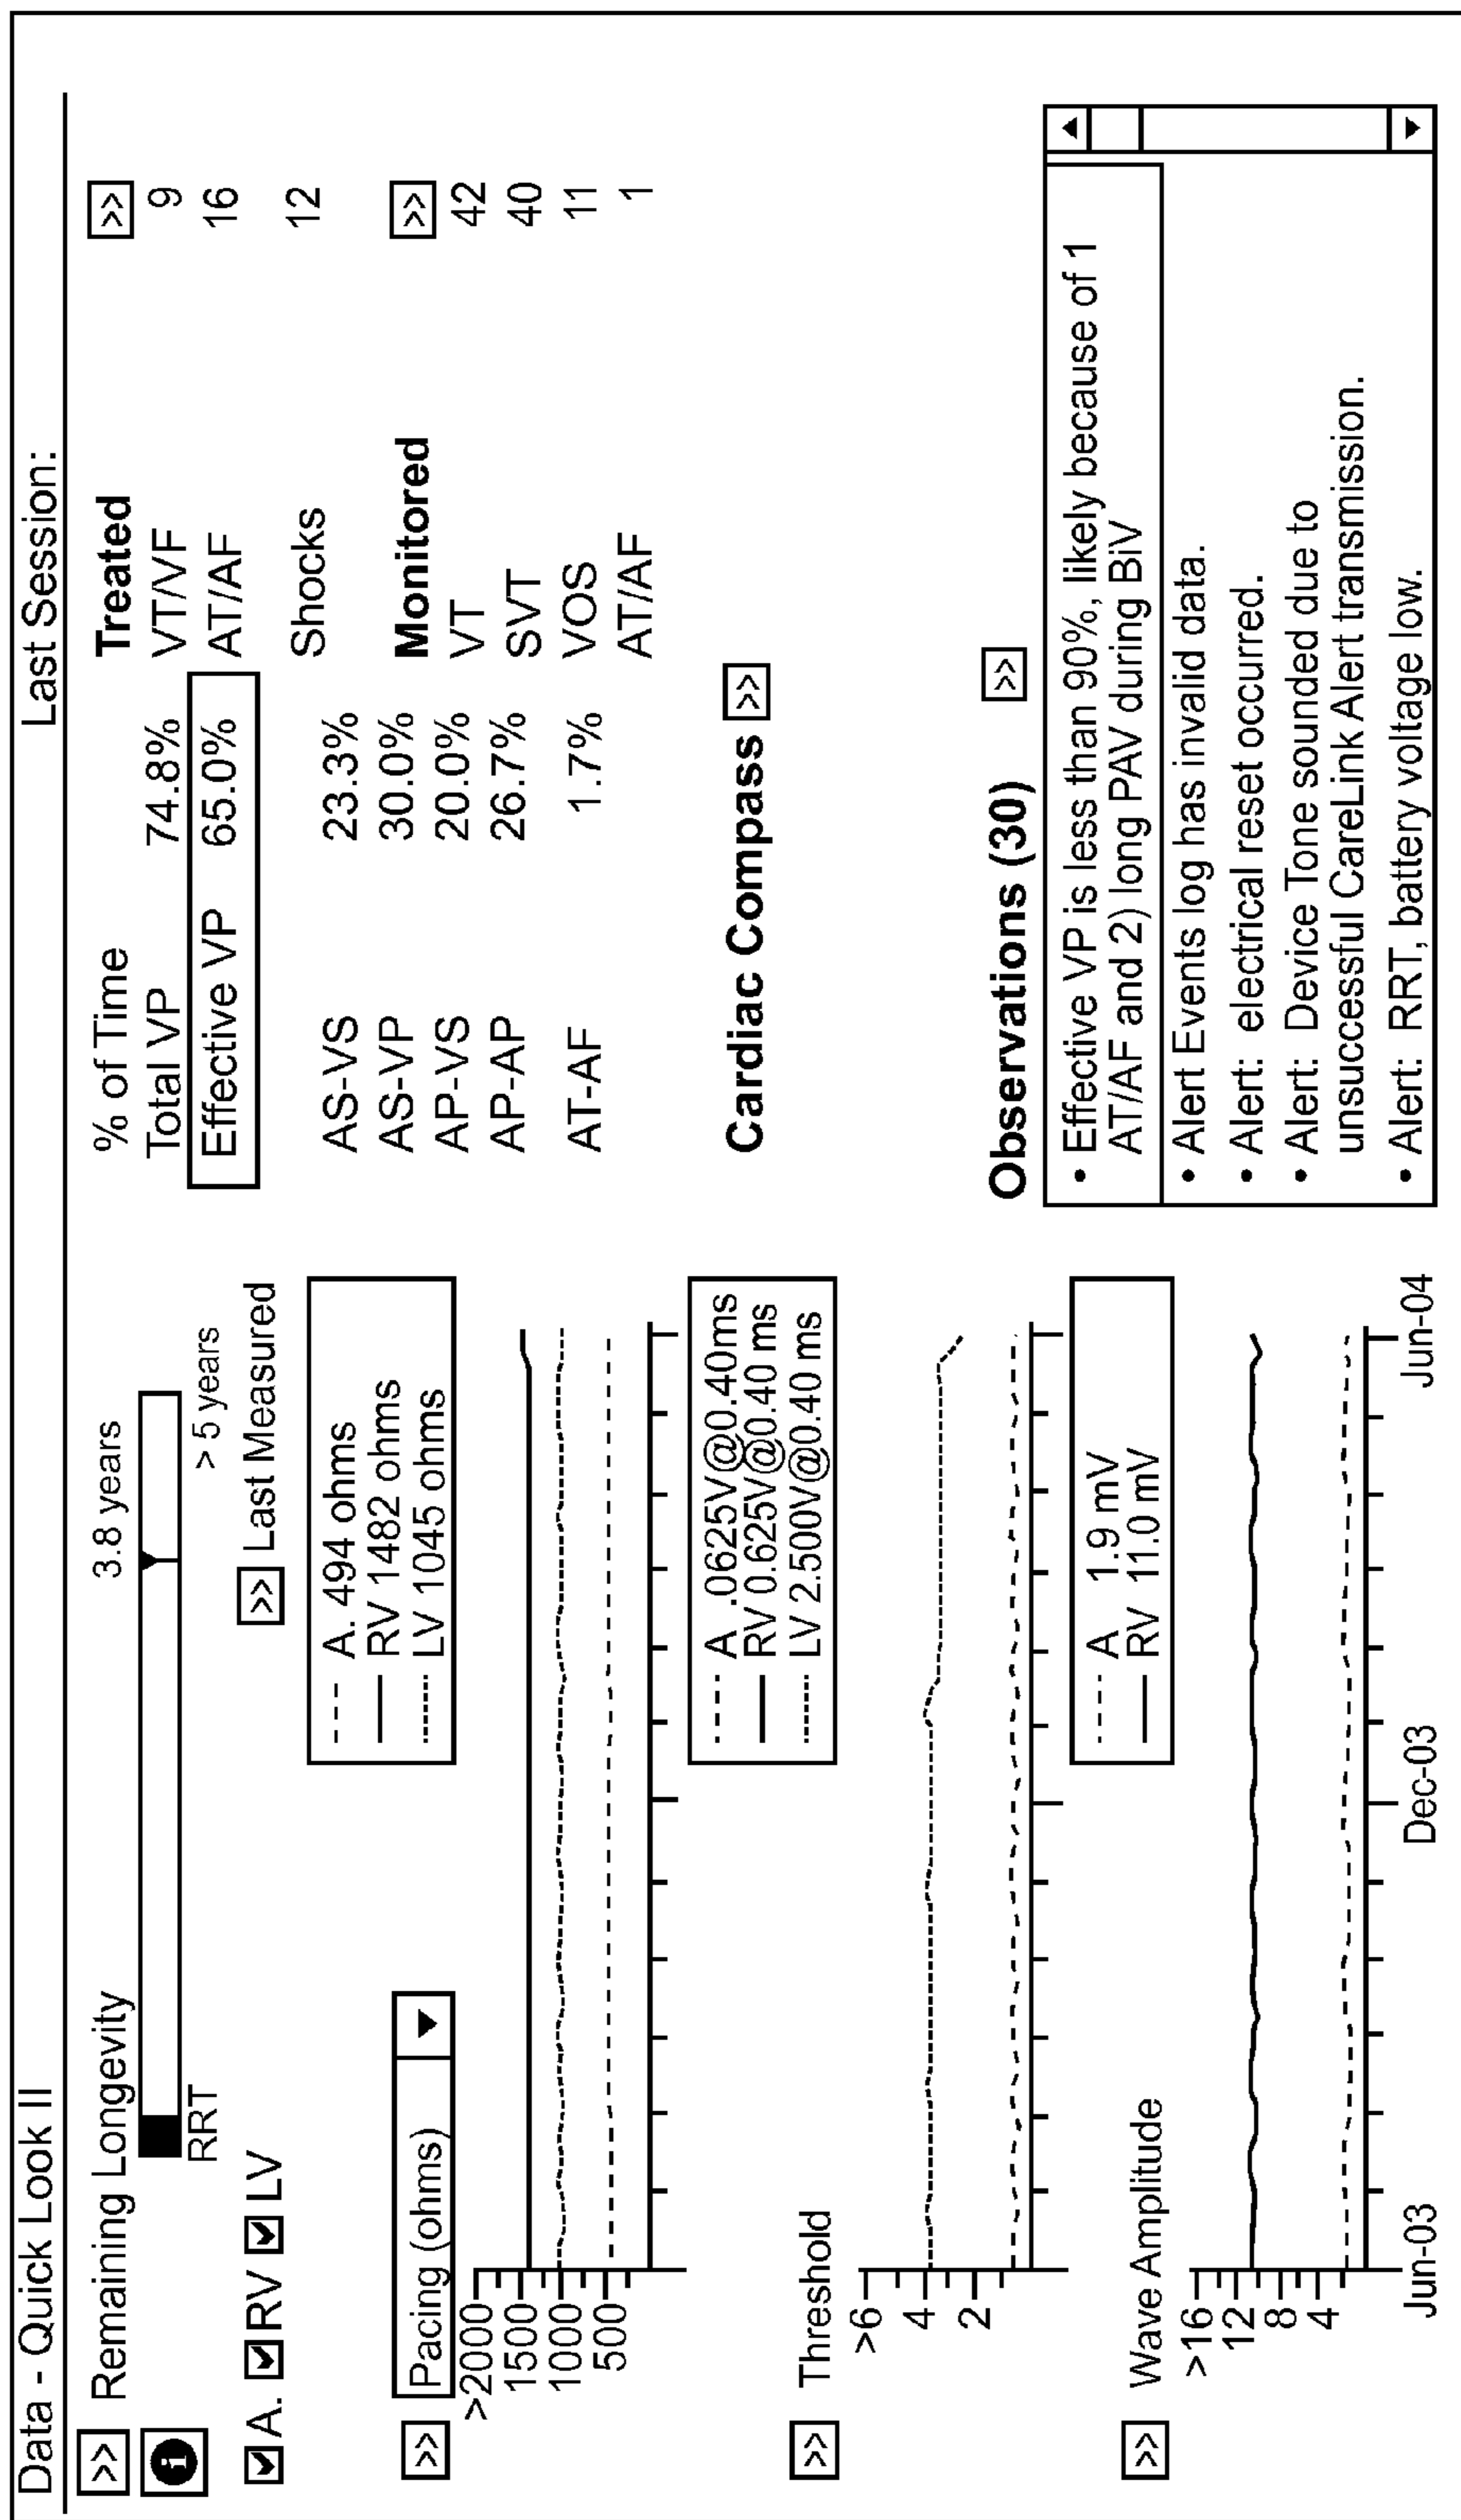 Data - Quick Look III
Last Session:
>> Remaining Longevity
3.8 years
RRT
> 5 years
A. RV LV
>> Last Measured
>> Pacing (ohms)
A. 494 ohms
RV 1482 ohms
LV 1045 ohms
>2000
1500
1000
500
>> Threshold
A .0625V@0.40ms
RV 0.625V@0.40 ms
LV 2.500V@0.40 ms
>6
4
2
>> Wave Amplitude
A 1.9 mV
RV 11.0 mV
>16
12
8
4
Jun-03 Dec-03 Jun-04
% of Time
Total VP 74.8%
Effective VP 65.0%
AS-VS 23.3%
AS-VP 30.0%
AP-VS 20.0%
AP-AP 26.7%
AT-AF 1.7%
Treated >>
VT/VF 9
AT/AF 16
Shocks 12
Monitored >>
VT 42
SVT 40
VOS 11
AT/AF 1
Cardiac Compass >>
Observations (30) >>
• Effective VP is less than 90%, likely because of 1
AT/AF and 2) long PAV during BiV
• Alert Events log has invalid data.
• Alert: electrical reset occurred.
• Alert: Device Tone sounded due to
unsuccessful CareLink Alert transmission.
• Alert: RRT, battery voltage low.